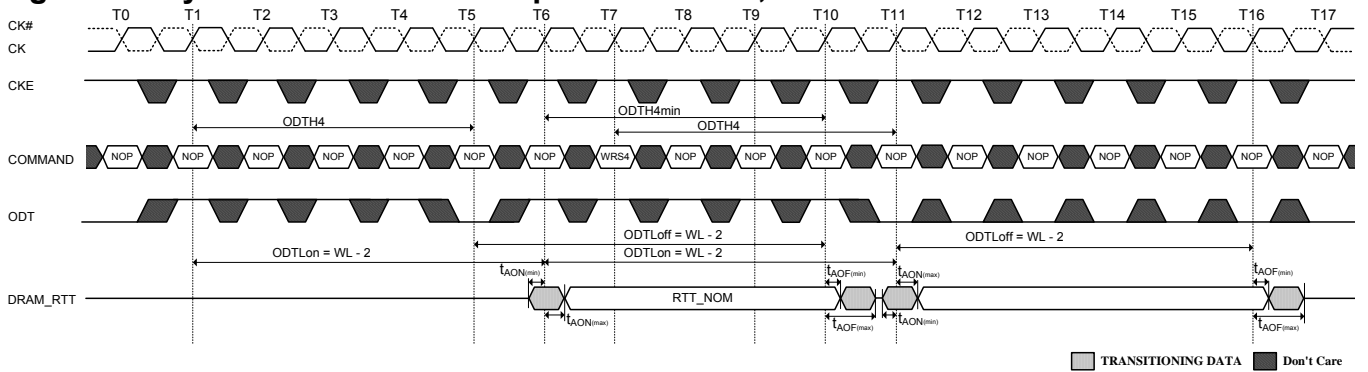 T0 T1 T2 T3 T4 T5 T6 T7 T8 T9 T10 T11 T12 T13 T14 T15 T16 T17
CK#
CK
CKE
ODTH4min
ODTH4
ODTH4
COMMAND NOP NOP NOP NOP NOP NOP NOP WRS4 NOP NOP NOP NOP NOP NOP NOP NOP NOP NOP
ODT
ODTLoff = WL - 2
ODTLoff = WL - 2
ODTLon = WL - 2
ODTLon = WL - 2
tAON(min)
tAOF(min)
tAON(max)
tAOF(min)
DRAM_RTT
RTT_NOM
tAON(max)
tAOF(max)
tAON(min)
tAOF(max)
TRANSITIONING DATA Don't Care